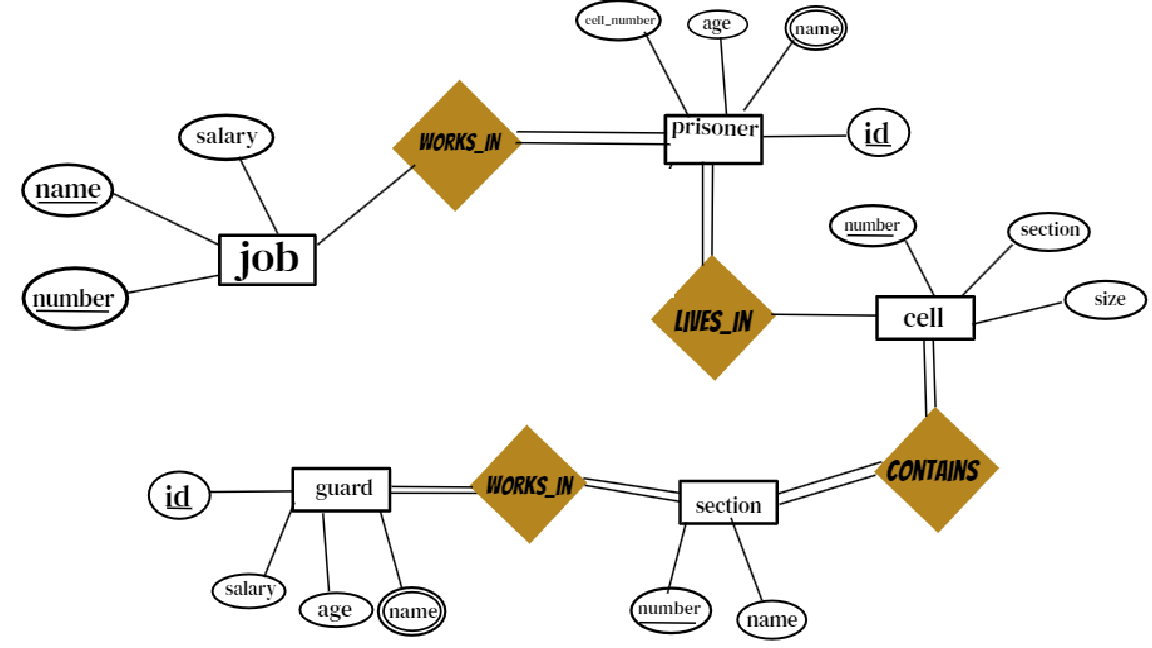 cell_number
age
name
prisoner
id
WORKS_IN
salary
name
job
number
number
section
size
cell
LIVES_IN
CONTAINS
id
guard
WORKS_IN
section
salary
age
name
number
name